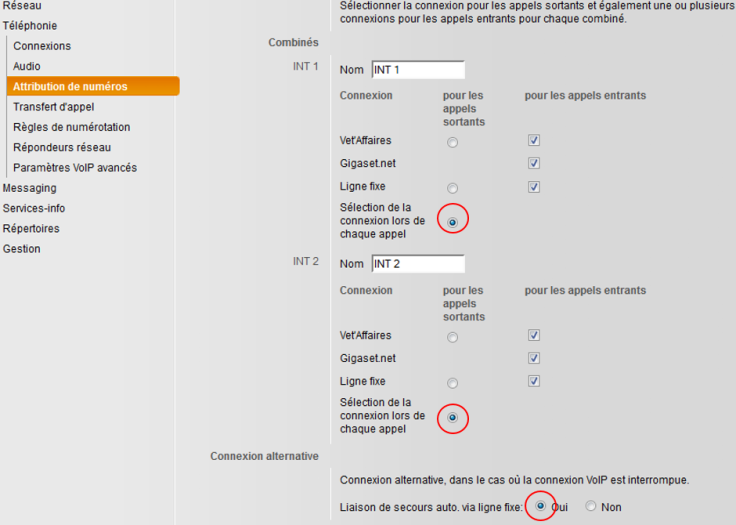 Réseau
Téléphonie
Connexions
Audio
Attribution de numéros
Transfert d'appel
Règles de numérotation
Répondeurs réseau
Paramètres VoIP avancés
Messaging
Services-info
Répertoires
Gestion
Sélectionner la connexion pour les appels sortants et également une ou plusieurs
connexions pour les appels entrants pour chaque combiné.
Combinés
INT 1
Nom INT 1
Connexion
pour les
appels
sortants
pour les appels entrants
Vet'Affaires
Gigaset.net
Ligne fixe
Sélection de la
connexion lors de
chaque appel
INT 2
Nom INT 2
Connexion
pour les
appels
sortants
pour les appels entrants
Vet'Affaires
Gigaset.net
Ligne fixe
Sélection de la
connexion lors de
chaque appel
Connexion alternative
Connexion alternative, dans le cas où la connexion VoIP est interrompue.
Liaison de secours auto. via ligne fixe: Oui Non